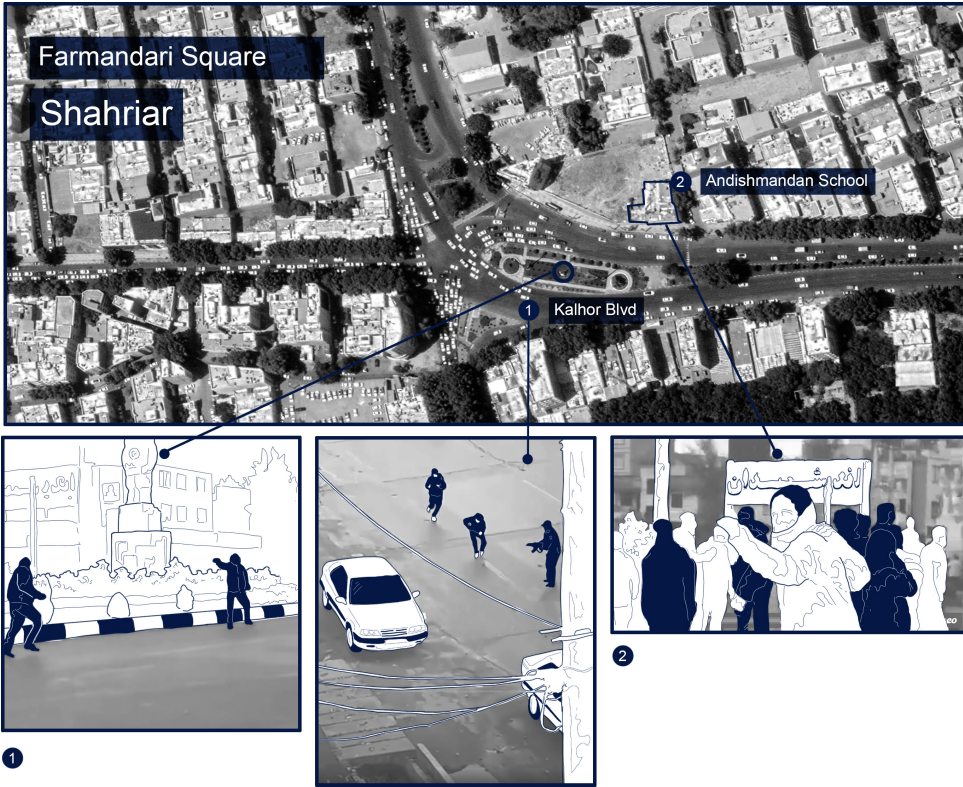 Farmandari Square
Shahriar
2 Andishmandan School
1 Kalhor Blvd
اندیشمندان
1
2